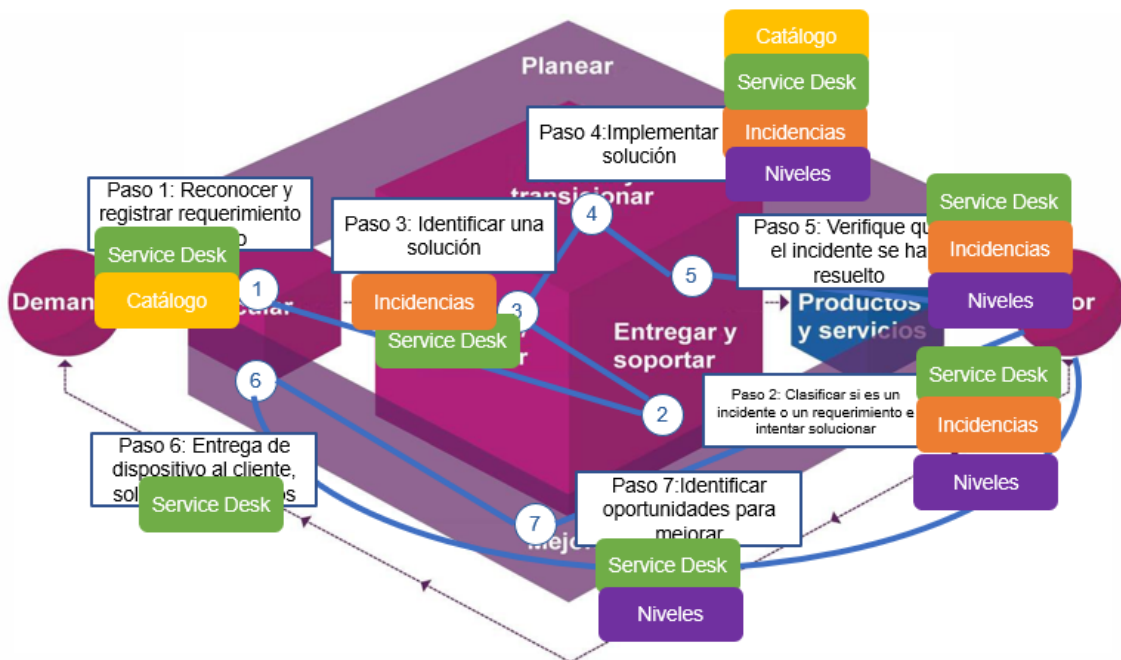 Planear
Catálogo
Service Desk
Incidencias
Niveles
Paso 4:Implementar
solución
transicionar
Paso 1: Reconocer y
registrar requerimiento
Service Desk
Catálogo
Paso 3: Identificar una
solución
Incidencias
Service Desk
4
5
1
3
6
2
7
Paso 5: Verifique
el incidente se ha
resuelto
Service Desk
Incidencias
Niveles
Productos
y servicios
Entregar y
soportar
Paso 2: Clasificar si es un
incidente o un requerimiento e
intentar solucionar
Service Desk
Incidencias
Niveles
Paso 6: Entrega de
dispositivo al cliente,
Service Desk
Paso 7:Identificar
oportunidades para
mejorar
Service Desk
Niveles